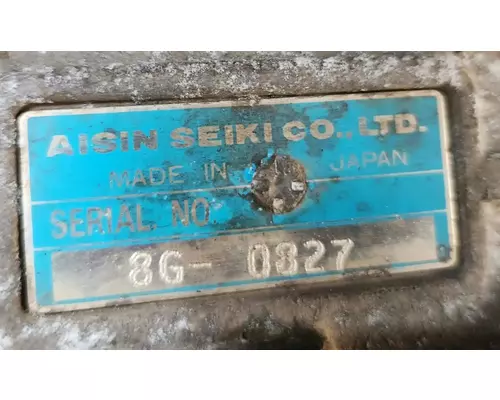 AISIN SEIKI CO., LTD.
MADE IN JAPAN
SERIAL NO
8G- 0827